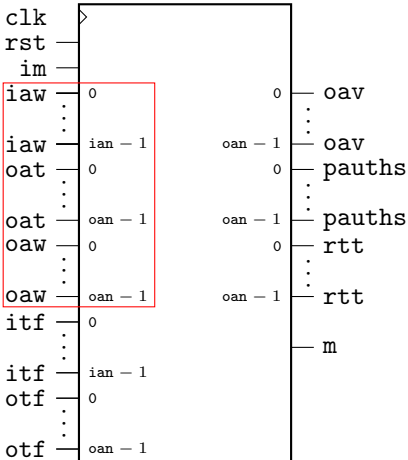 clk
rst
im
iaw 0 0 oav
iaw ian − 1 oan − 1 oav
oat 0 0 pauths
oat oan − 1 oan − 1 pauths
oaw 0 0 rtt
oaw oan − 1 oan − 1 rtt
itf 0
m
itf ian − 1
otf 0
otf oan − 1